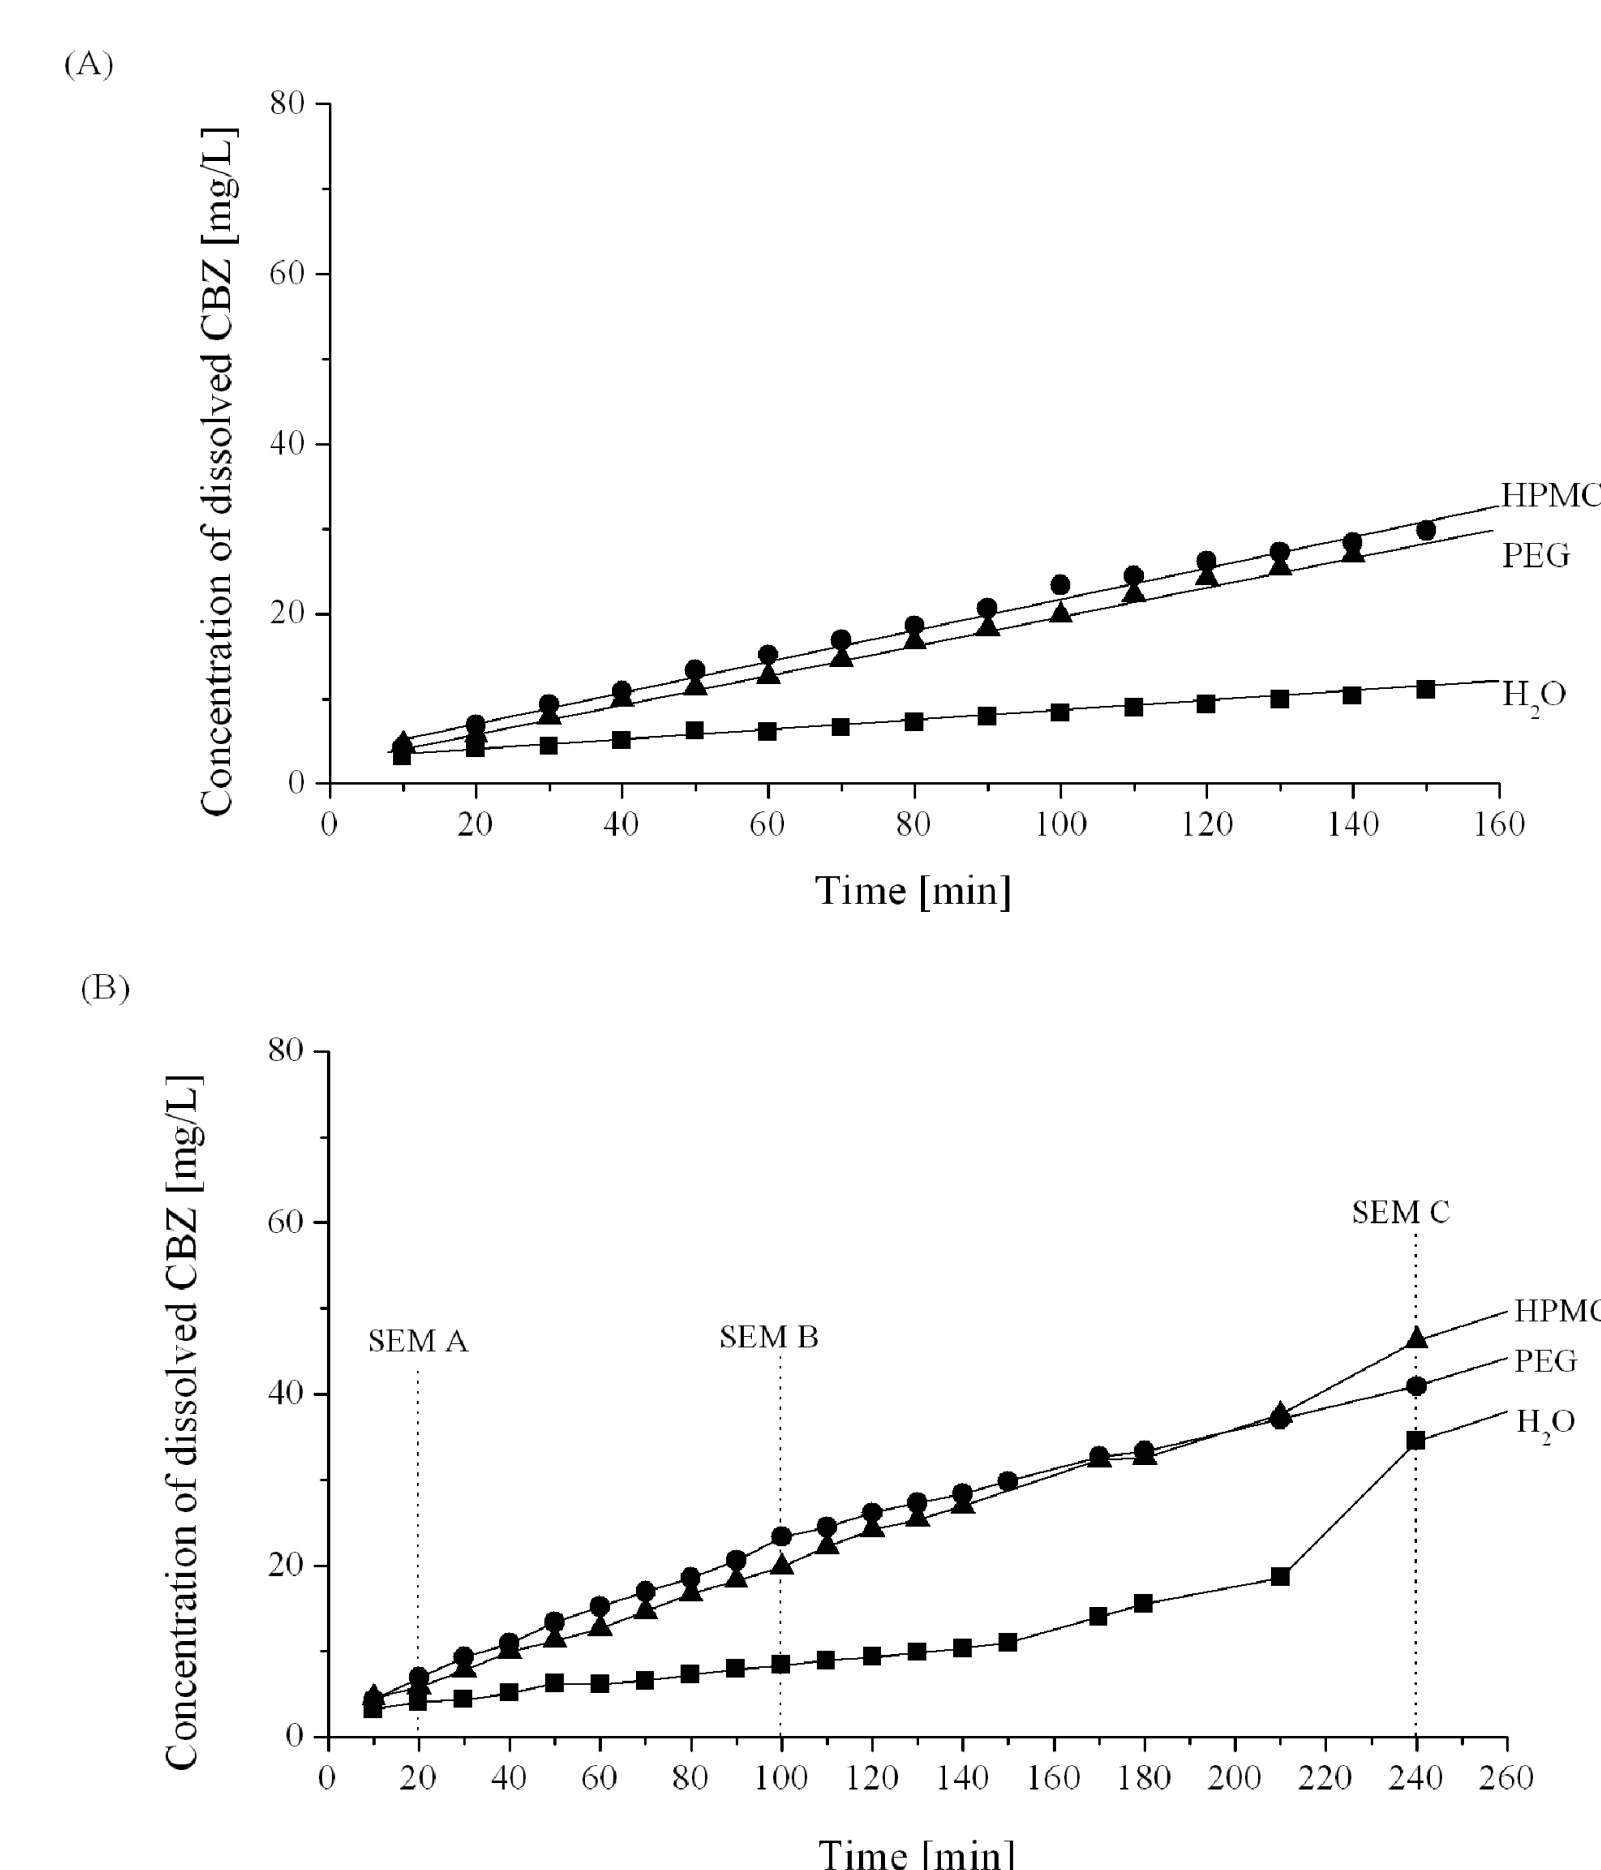 (A)
Concentration of dissolved CBZ [mg/L]
80
60
40
20
0
HPMC
PEG
H₂O
0 20 40 60 80 100 120 140 160
Time [min]
(B)
Concentration of dissolved CBZ [mg/L]
80
60
40
20
0
SEM A
SEM B
SEM C
HPMC
PEG
H₂O
0 20 40 60 80 100 120 140 160 180 200 220 240 260
Time [min]